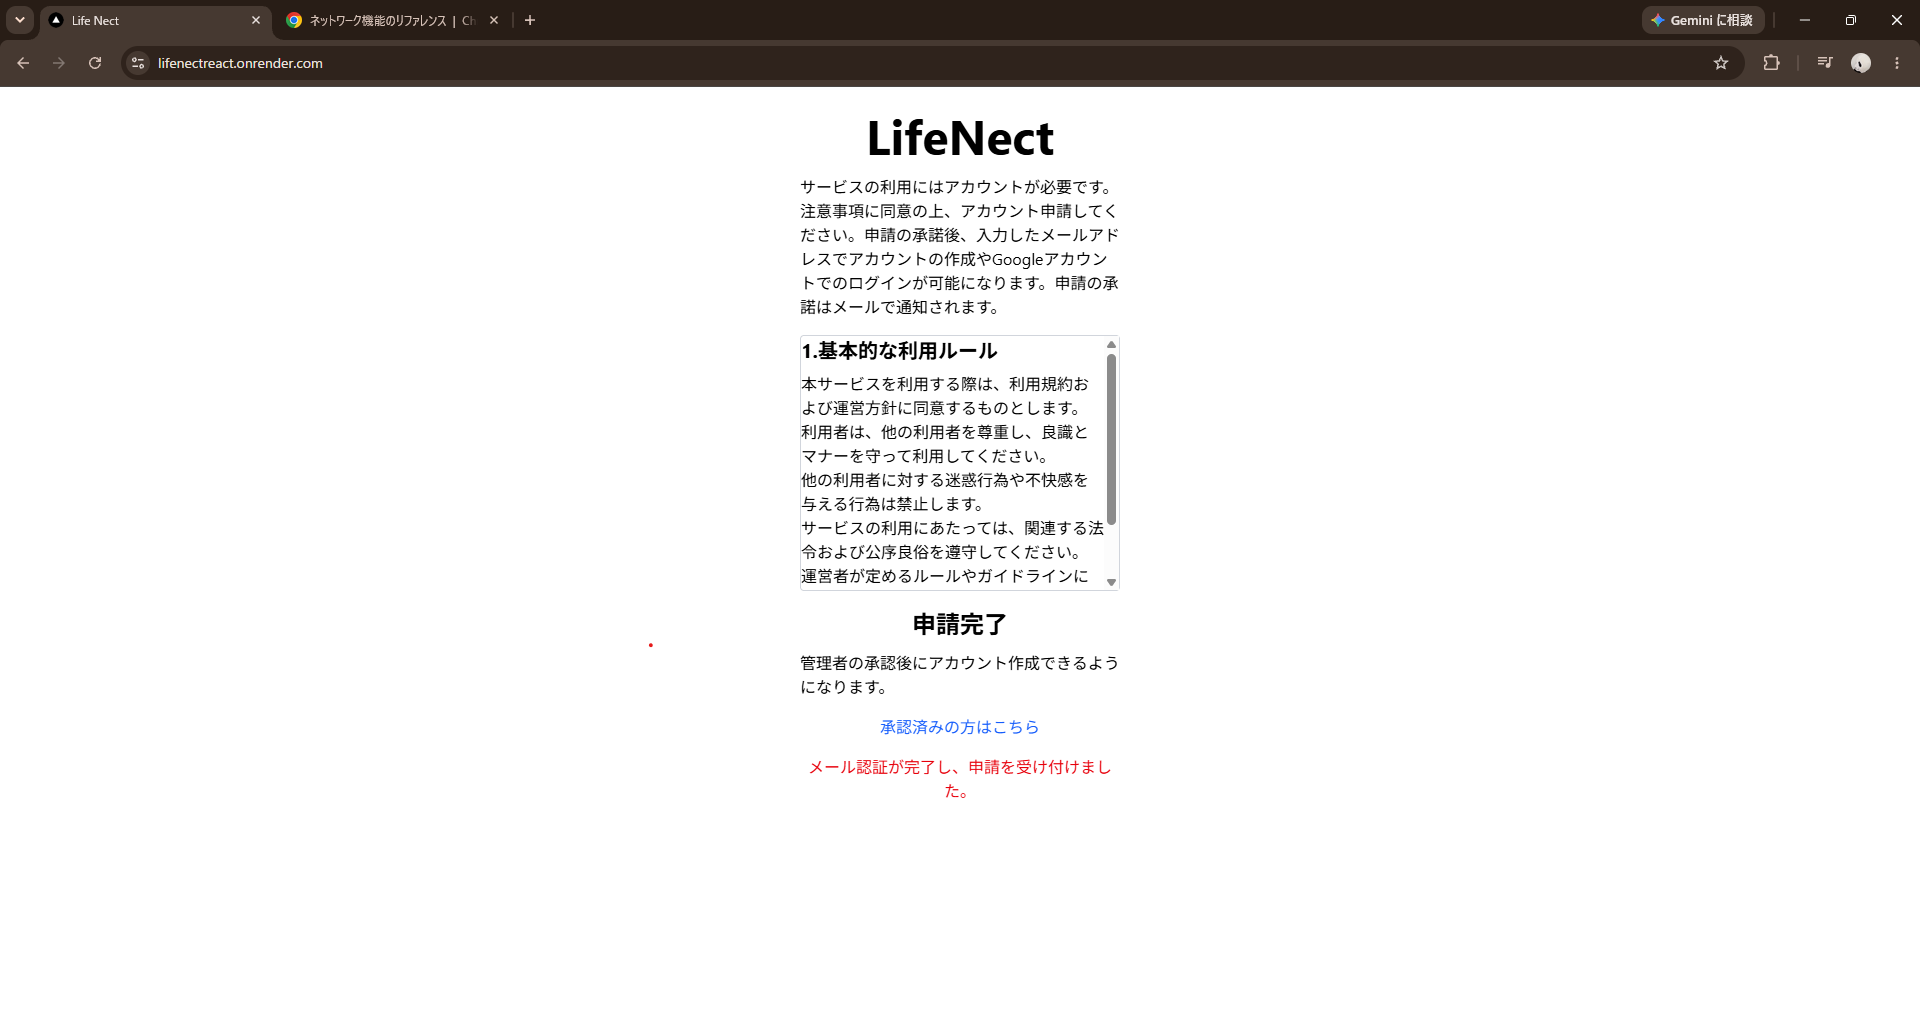 Life Nect
ネットワーク機能のリファレンス | Ch
Gemini に相談
lifenectreact.onrender.com
LifeNect
サービスの利用にはアカウントが必要です。
注意事項に同意の上、アカウント申請してく
ださい。申請の承諾後、入力したメールアド
レスでアカウントの作成やGoogleアカウン
トでのログインが可能になります。申請の承
諾はメールで通知されます。
1.基本的な利用ルール
本サービスを利用する際は、利用規約お
よび運営方針に同意するものとします。
利用者は、他の利用者を尊重し、良識と
マナーを守って利用してください。
他の利用者に対する迷惑行為や不快感を
与える行為は禁止します。
サービスの利用にあたっては、関連する法
令および公序良俗を遵守してください。
運営者が定めるルールやガイドラインに
申請完了
管理者の承認後にアカウント作成できるよう
になります。
承認済みの方はこちら
メール認証が完了し、申請を受け付けまし
た。